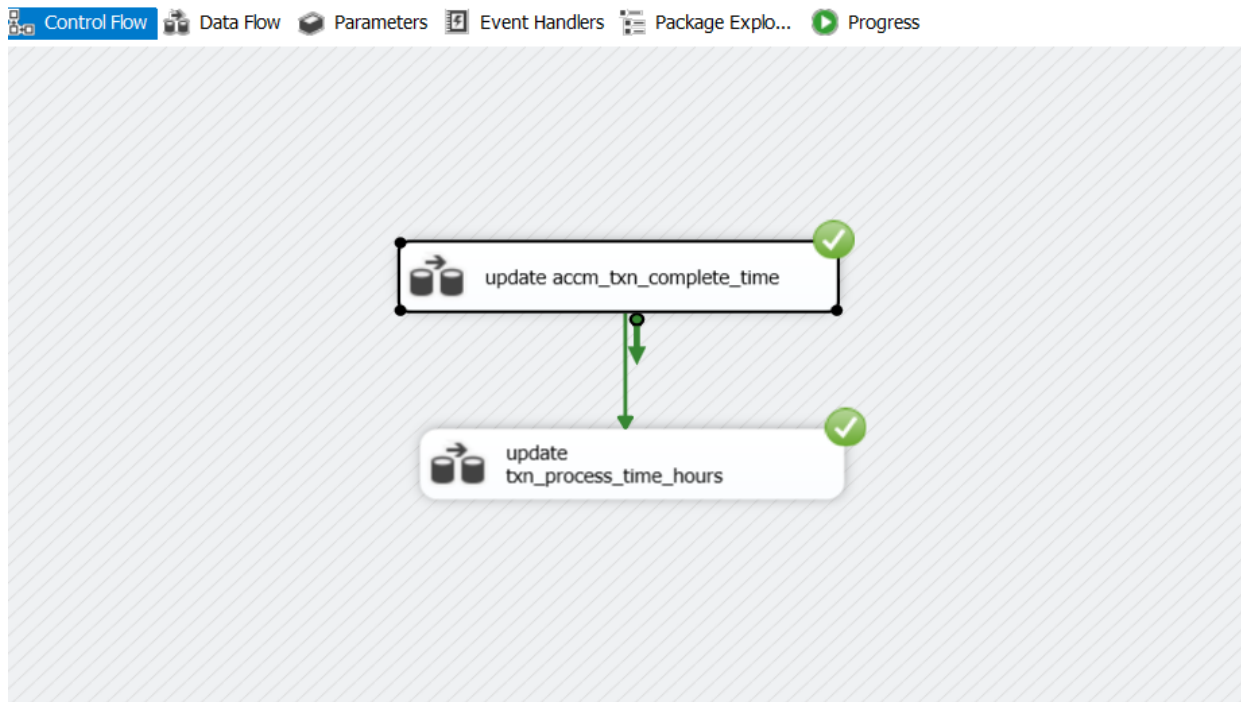 Control Flow Data Flow Parameters Event Handlers Package Explo... Progress
update accm_txn_complete_time
update
txn_process_time_hours